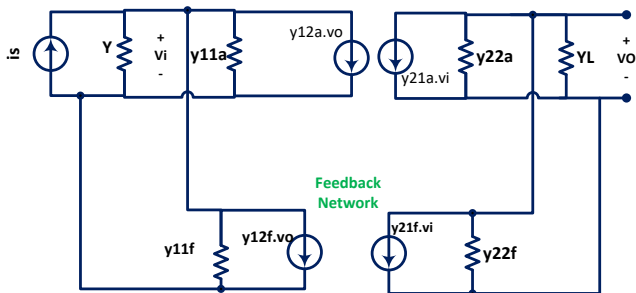 is
Y
+
Vi
-
y11a
y12a.vo
y21a.vi
y22a
YL
+
VO
-
Feedback
Network
y11f
y12f.vo
y21f.vi
y22f